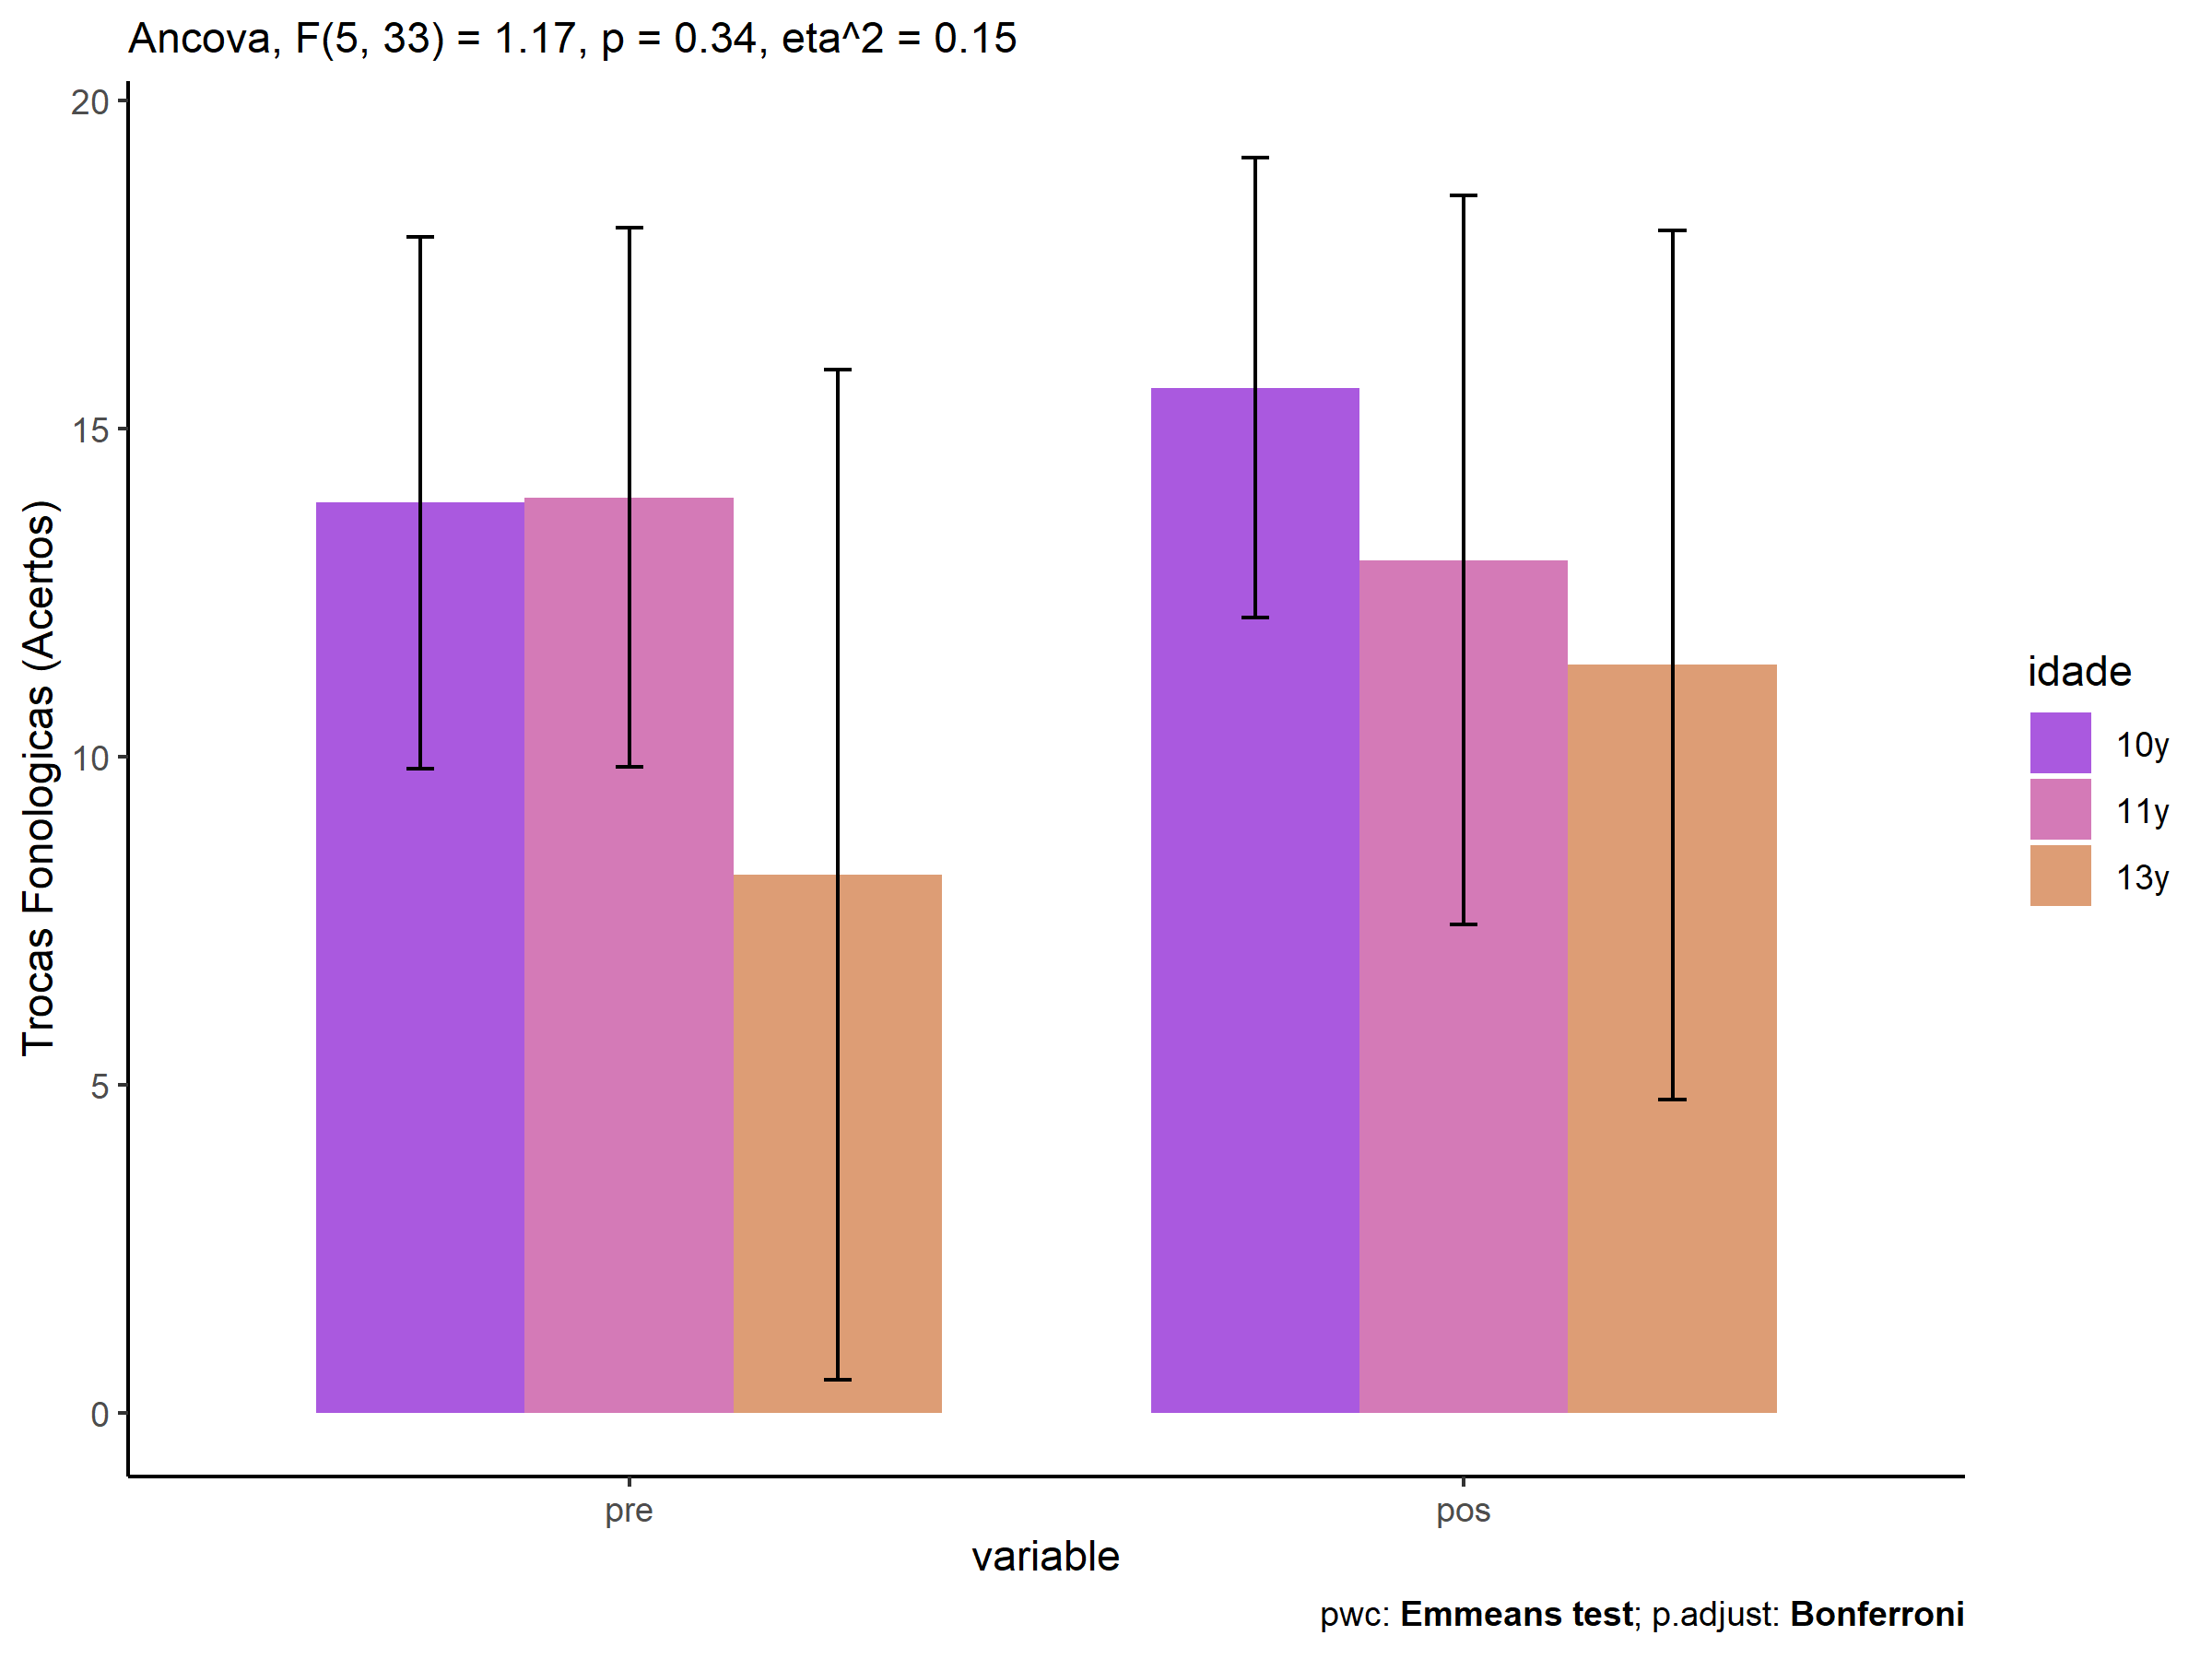 Ancova, F(5, 33) = 1.17, p = 0.34, eta^2 = 0.15
Trocas Fonologicas (Acertos)
20
15
10
5
0
pre
pos
variable
idade
10y
11y
13y
pwc: Emmeans test; p.adjust: Bonferroni